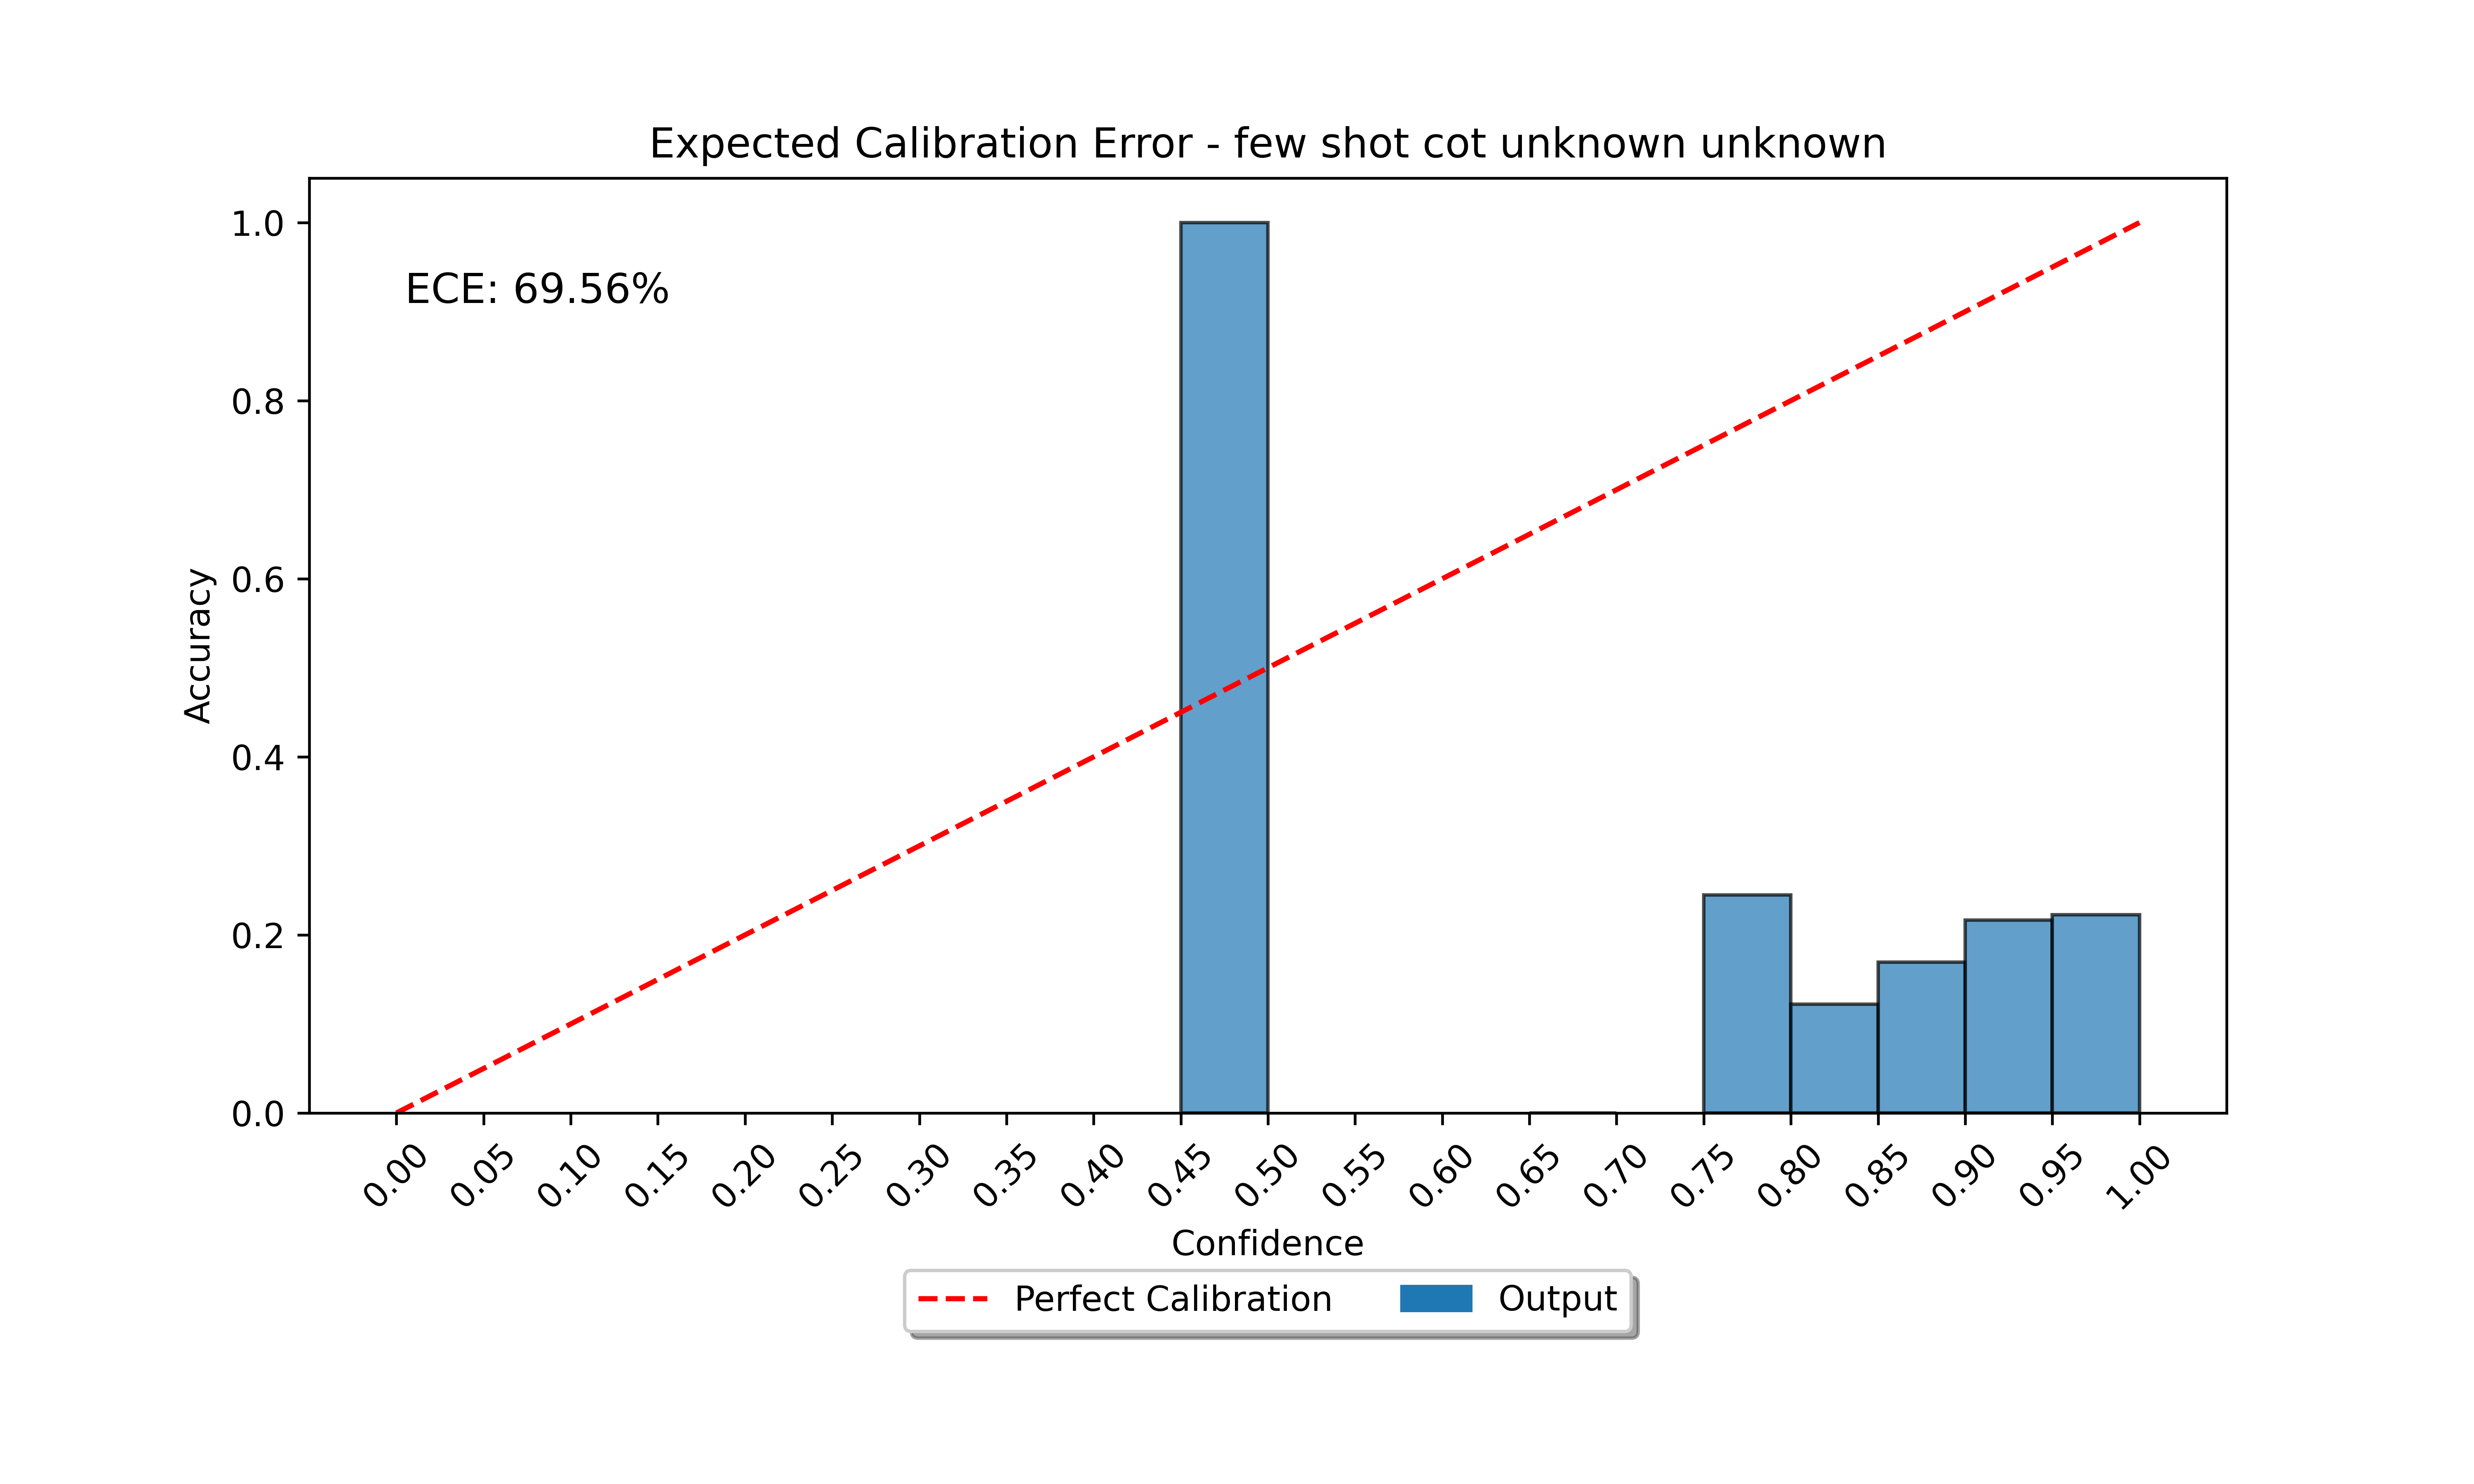 Expected Calibration Error - few shot cot unknown unknown
ECE: 69.56%
Accuracy
1.0
0.8
0.6
0.4
0.2
0.0
0.00 0.05 0.10 0.15 0.20 0.25 0.30 0.35 0.40 0.45 0.50 0.55 0.60 0.65 0.70 0.75 0.80 0.85 0.90 0.95 1.00
Confidence
Perfect Calibration Output